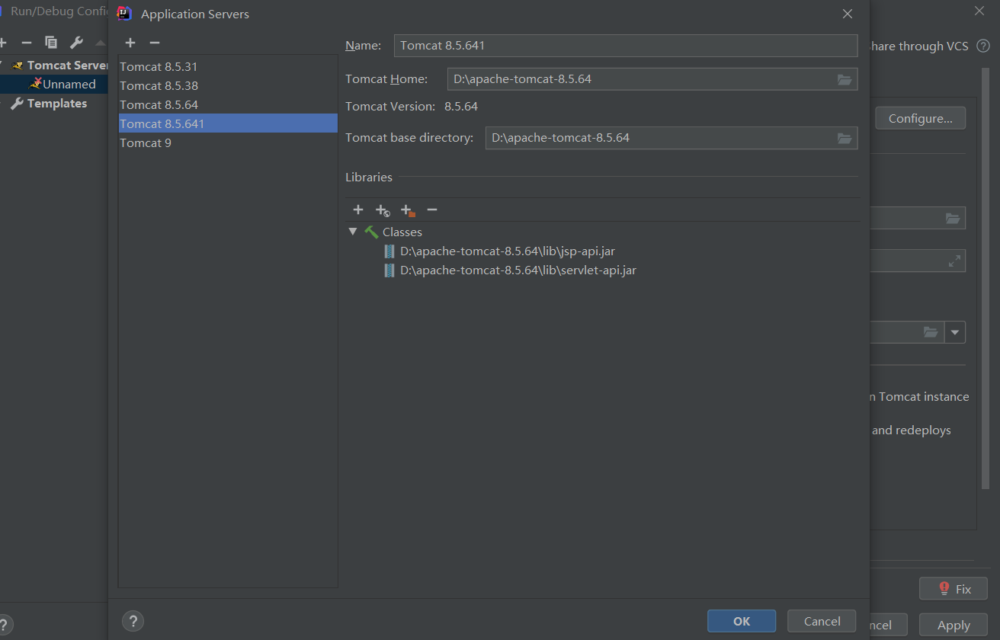 Run/Debug Confi
Application Servers
Tomcat Server
Unnamed
Templates
Tomcat 8.5.31
Tomcat 8.5.38
Tomcat 8.5.64
Tomcat 8.5.641
Tomcat 9
Name: Tomcat 8.5.641
Tomcat Home: D:\apache-tomcat-8.5.64
Tomcat Version: 8.5.64
Tomcat base directory: D:\apache-tomcat-8.5.64
Libraries
Classes
D:\apache-tomcat-8.5.64\lib\jsp-api.jar
D:\apache-tomcat-8.5.64\lib\servlet-api.jar
hare through VCS ?
Configure...
n Tomcat instance
and redeploys
Fix
?
?
OK
Cancel
ncel
Apply